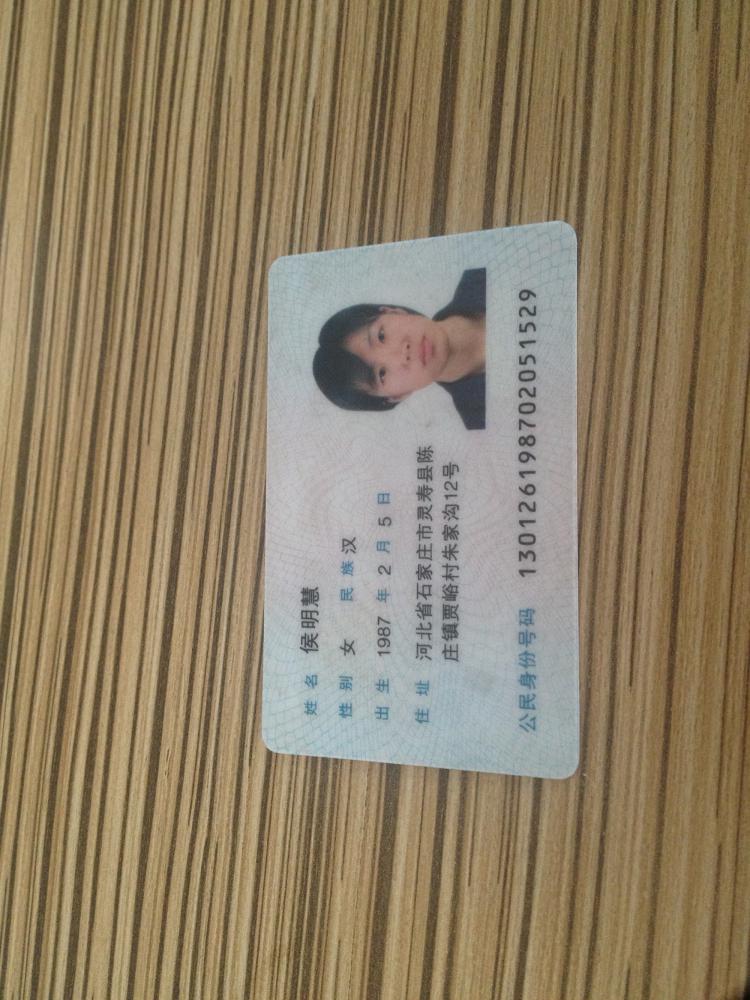 姓名 侯明慧
性别 女 民族 汉
出生 1987 年 2 月 5 日
住址 河北省石家庄市灵寿县陈
庄镇贾峪村朱家沟12号
公民身份号码 130126198702051529